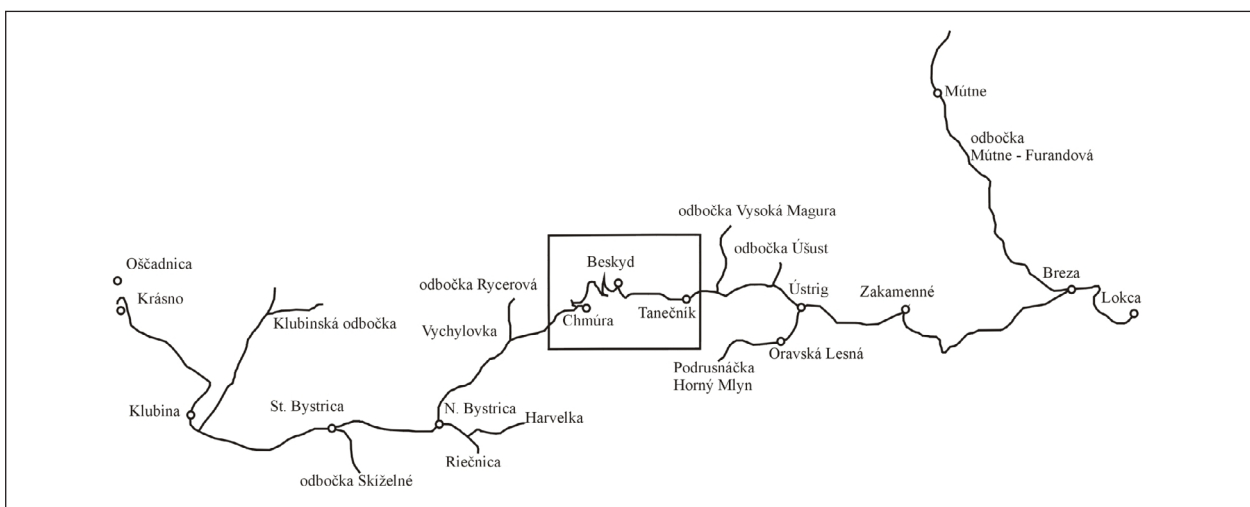 Mútne
odbočka
Mútne - Furandová
odbočka Vysoká Magura
odbočka Úšust
Oščadnica
Beskyd
Breza
odbočka Rycerová
Ústrig
Zakamenné
Krásno
Lokca
Klubinská odbočka
Chmúra
Tanečník
Vychylovka
Oravská Lesná
Podrusnáčka
Horný Mlyn
Klubina
St. Bystrica
N. Bystrica
Harvelka
Riečnica
odbočka Skíželné